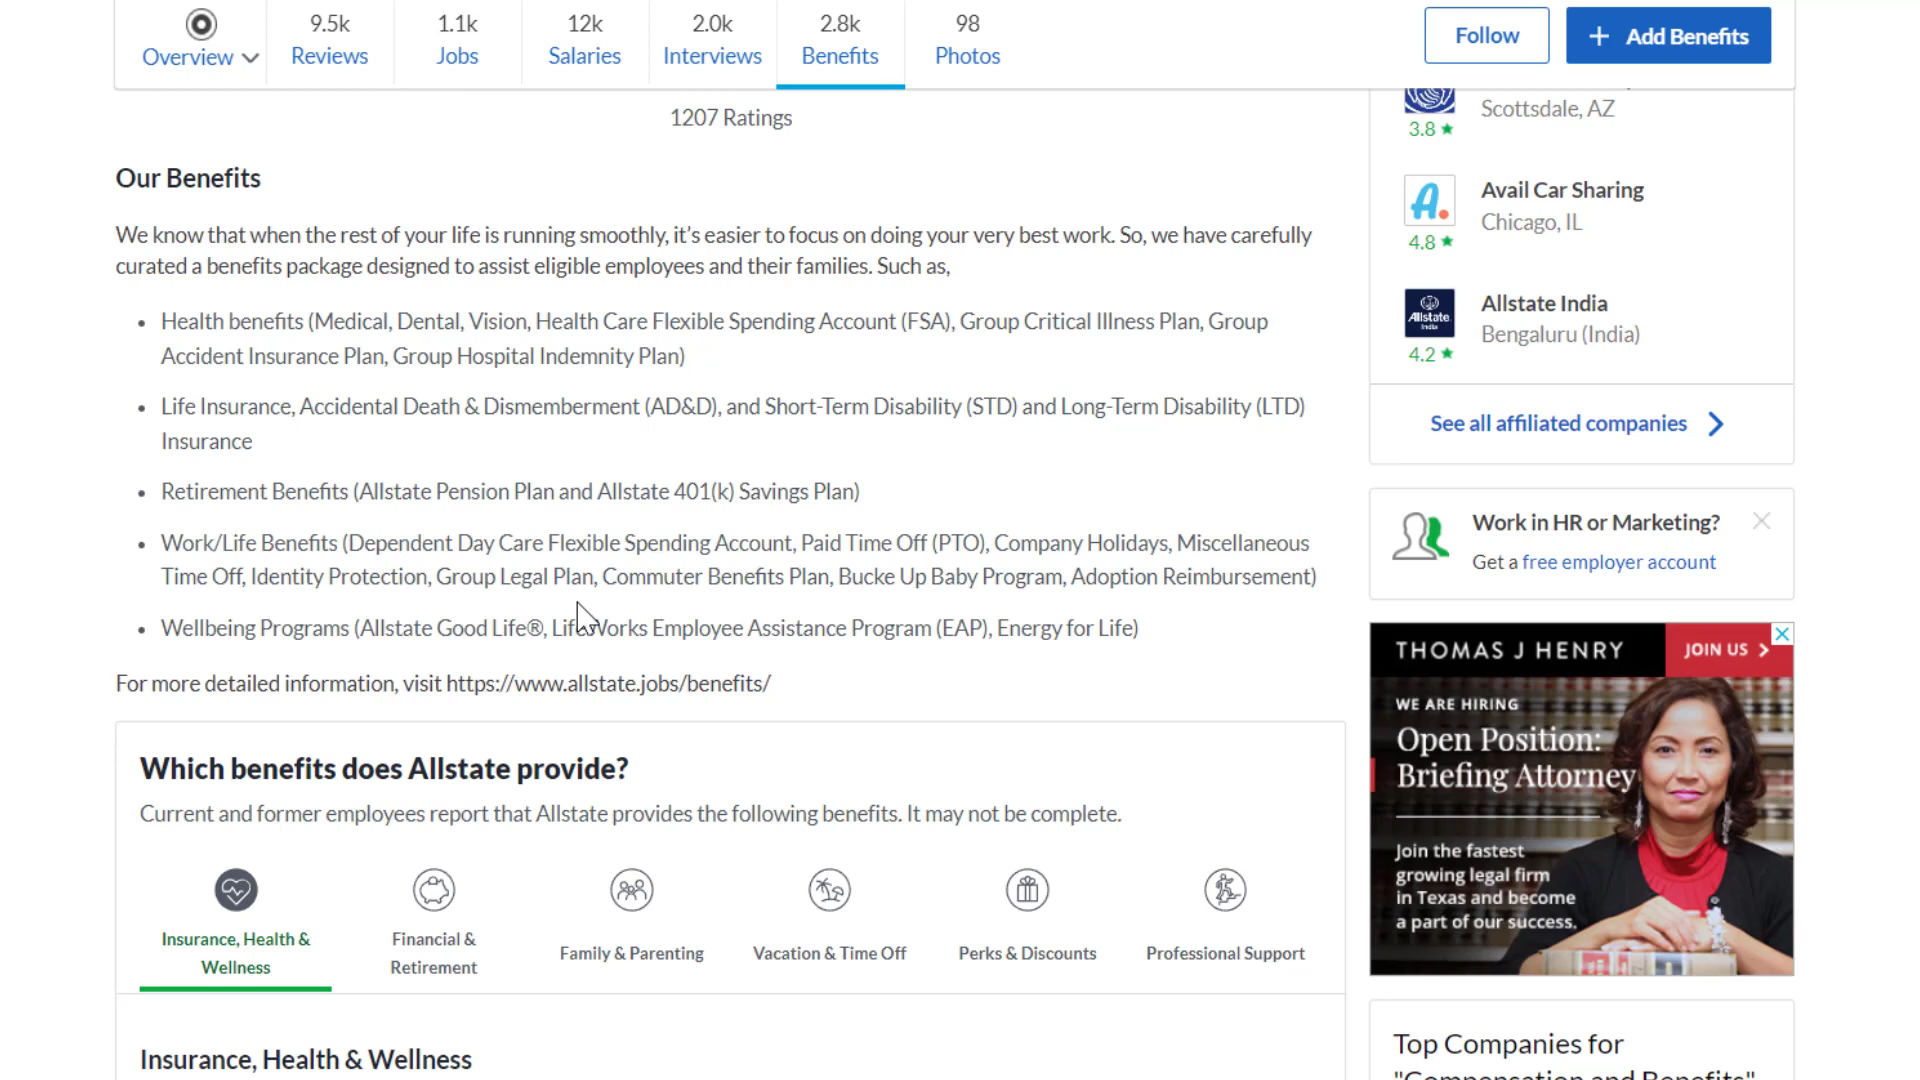 Overview
9.5k
Reviews
1.1k
Jobs
12k
Salaries
2.0k
Interviews
2.8k
Benefits
98
Photos
Follow
+ Add Benefits
1207 Ratings
Our Benefits
We know that when the rest of your life is running smoothly, it’s easier to focus on doing your very best work. So, we have carefully
curated a benefits package designed to assist eligible employees and their families. Such as,
• Health benefits (Medical, Dental, Vision, Health Care Flexible Spending Account (FSA), Group Critical Illness Plan, Group
Accident Insurance Plan, Group Hospital Indemnity Plan)
• Life Insurance, Accidental Death & Dismemberment (AD&D), and Short-Term Disability (STD) and Long-Term Disability (LTD)
Insurance
• Retirement Benefits (Allstate Pension Plan and Allstate 401(k) Savings Plan)
• Work/Life Benefits (Dependent Day Care Flexible Spending Account, Paid Time Off (PTO), Company Holidays, Miscellaneous
Time Off, Identity Protection, Group Legal Plan, Commuter Benefits Plan, Bucke Up Baby Program, Adoption Reimbursement)
• Wellbeing Programs (Allstate Good Life®, LifeWorks Employee Assistance Program (EAP), Energy for Life)
For more detailed information, visit https://www.allstate.jobs/benefits/
Which benefits does Allstate provide?
Current and former employees report that Allstate provides the following benefits. It may not be complete.
Insurance, Health &
Wellness
Financial &
Retirement
Family & Parenting
Vacation & Time Off
Perks & Discounts
Professional Support
Insurance, Health & Wellness
Scottsdale, AZ
3.8 ★
A.
Avail Car Sharing
Chicago, IL
4.8 ★
Allstate
India
Allstate India
Bengaluru (India)
4.2 ★
See all affiliated companies
Work in HR or Marketing?
Get a free employer account
THOMAS J HENRY
JOIN US >
WE ARE HIRING
Open Position:
Briefing Attorney
Join the fastest
growing legal firm
in Texas and become
a part of our success.
Top Companies for
"Compensation and Benefits"